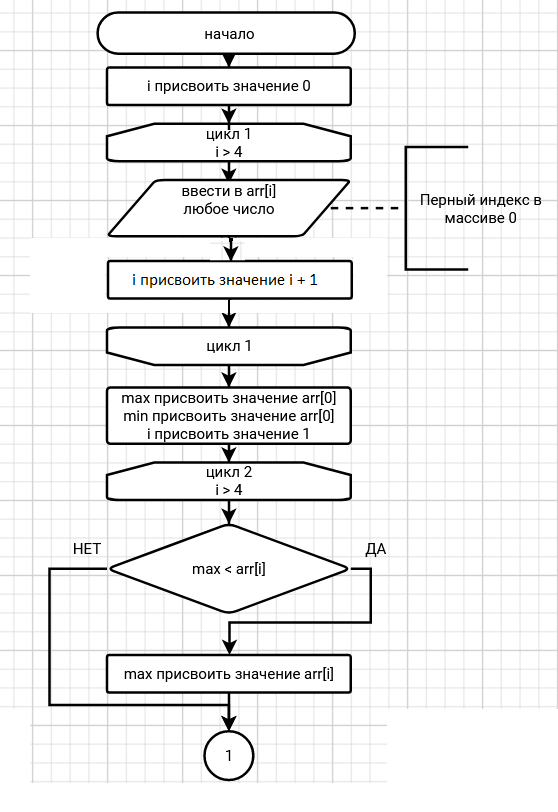 начало
i присвоить значение 0
цикл 1
i > 4
ввести в arr[i]
любое число
Перный индекс в
массиве 0
i присвоить значение i + 1
цикл 1
max присвоить значение arr[0]
min присвоить значение arr[0]
i присвоить значение 1
цикл 2
i > 4
НЕТ
ДА
max < arr[i]
max присвоить значение arr[i]
1